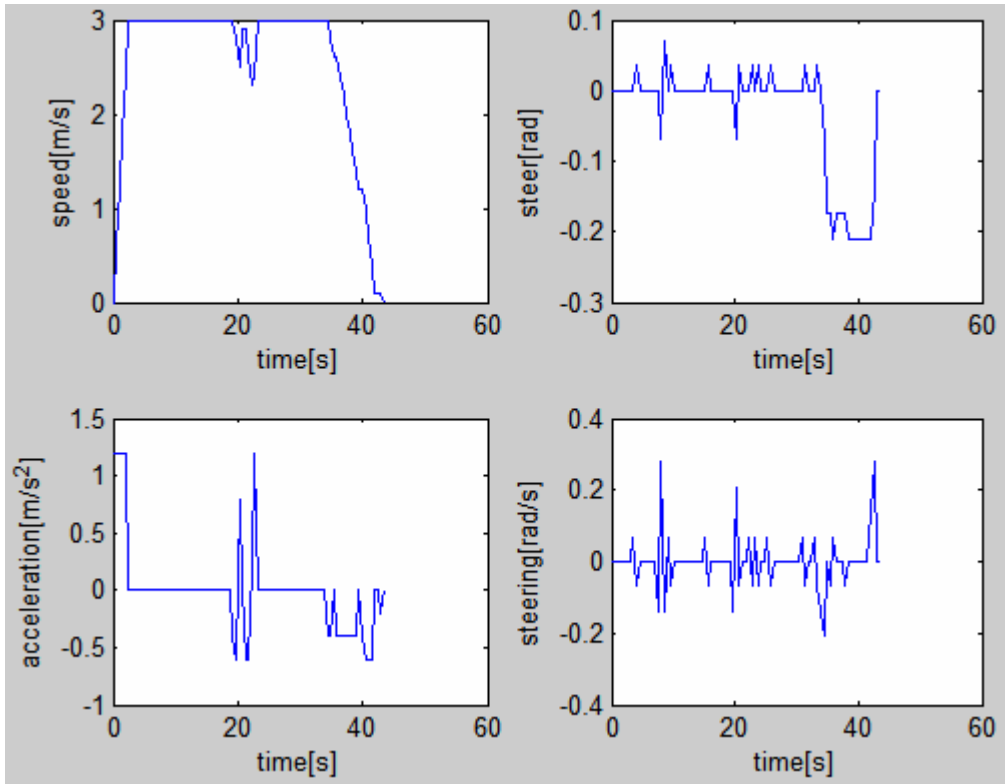 3
2
1
0
speed[m/s]
0 20 40 60
time[s]
0.1
0
-0.1
-0.2
-0.3
steer[rad]
0 20 40 60
time[s]
1.5
1
0.5
0
-0.5
-1
acceleration[m/s²]
0 20 40 60
time[s]
0.4
0.2
0
-0.2
-0.4
steering[rad/s]
0 20 40 60
time[s]